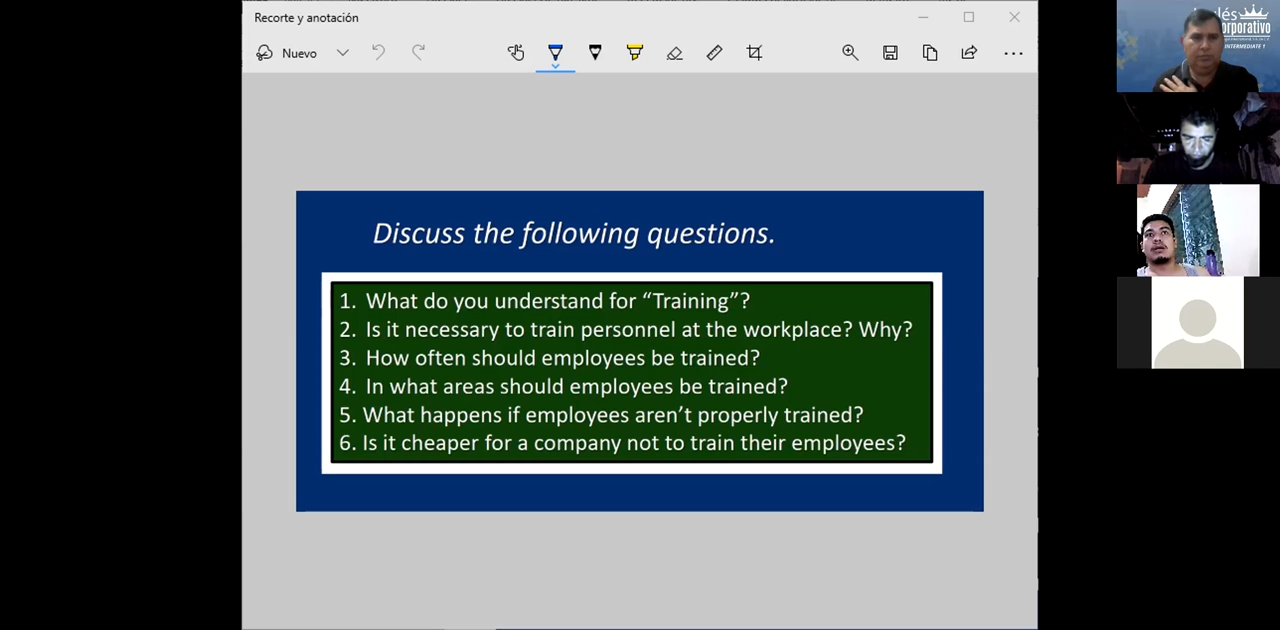 Recorte y anotación
Nuevo
Discuss the following questions.
1. What do you understand for “Training”?
2. Is it necessary to train personnel at the workplace? Why?
3. How often should employees be trained?
4. In what areas should employees be trained?
5. What happens if employees aren’t properly trained?
6. Is it cheaper for a company not to train their employees?
INTERMEDIATE 1